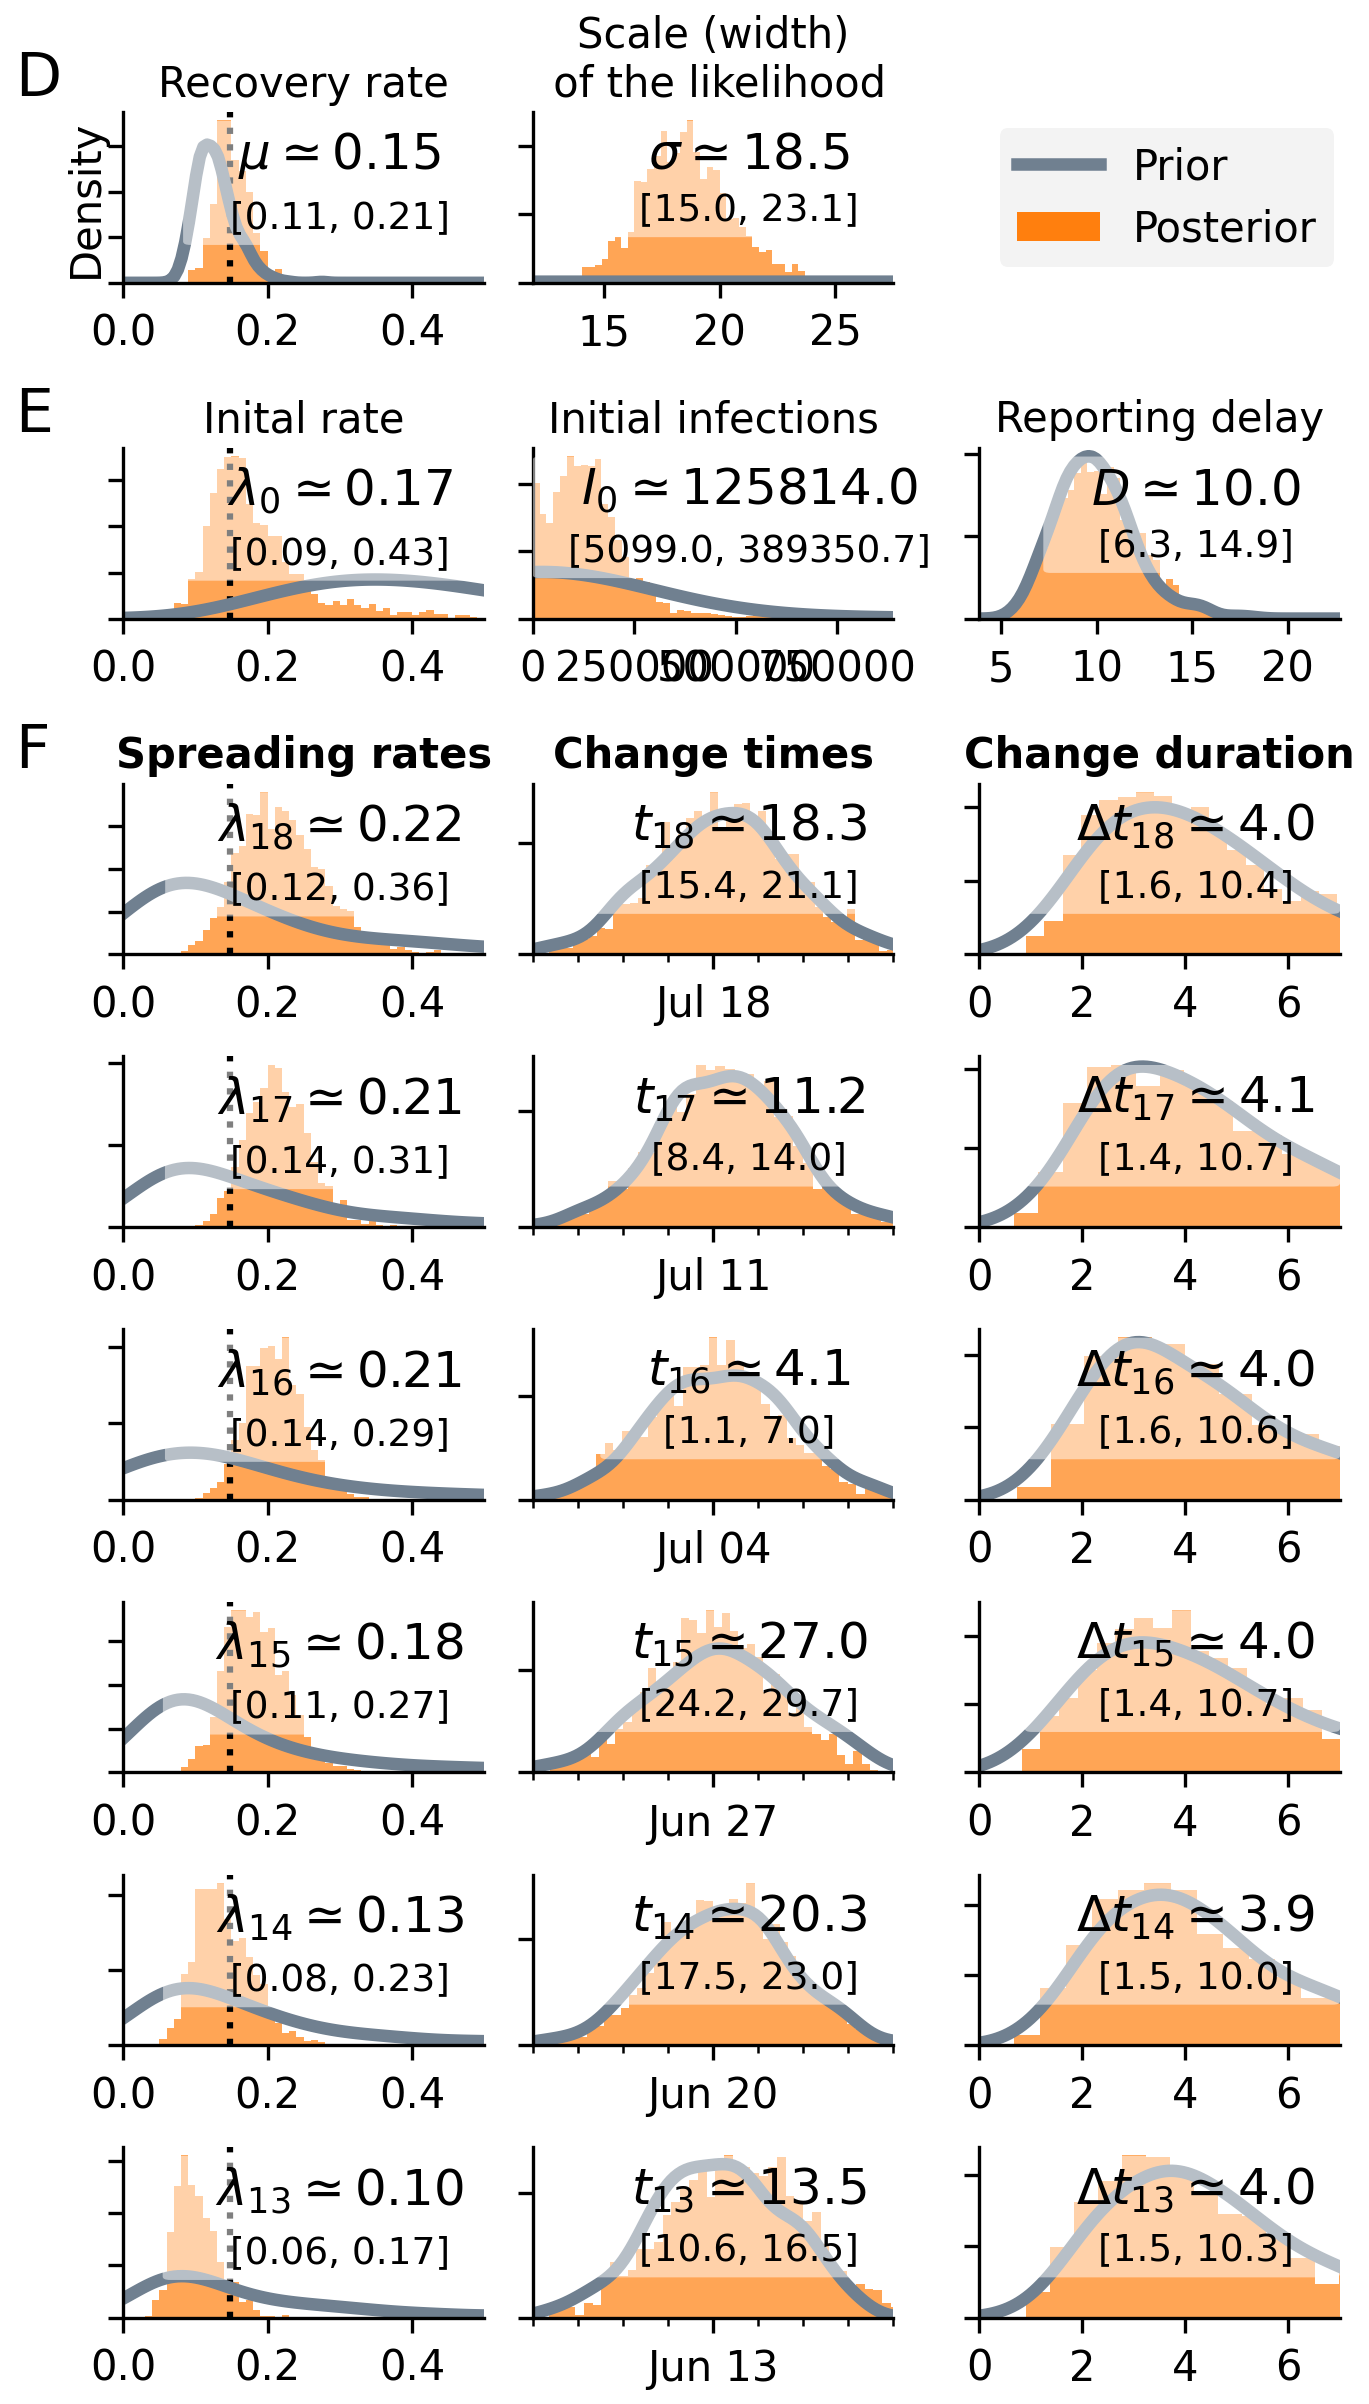 D
Recovery rate
Scale (width)
of the likelihood
Density
μ ≃ 0.15
[0.11, 0.21]
0.0 0.2 0.4
σ ≃ 18.5
[15.0, 23.1]
15 20 25
Prior
Posterior
E
Inital rate
λ₀ ≃ 0.17
[0.09, 0.43]
0.0 0.2 0.4
Initial infections
I₀ ≃ 125814.0
[5099.0, 389350.7]
0 250000 500000 750000
Reporting delay
D ≃ 10.0
[6.3, 14.9]
5 10 15 20
F
Spreading rates Change times Change duration
λ₁₈ ≃ 0.22
[0.12, 0.36]
0.0 0.2 0.4
t₁₈ ≃ 18.3
[15.4, 21.1]
Jul 18
Δt₁₈ ≃ 4.0
[1.6, 10.4]
0 2 4 6
λ₁₇ ≃ 0.21
[0.14, 0.31]
0.0 0.2 0.4
t₁₇ ≃ 11.2
[8.4, 14.0]
Jul 11
Δt₁₇ ≃ 4.1
[1.4, 10.7]
0 2 4 6
λ₁₆ ≃ 0.21
[0.14, 0.29]
0.0 0.2 0.4
t₁₆ ≃ 4.1
[1.1, 7.0]
Jul 04
Δt₁₆ ≃ 4.0
[1.6, 10.6]
0 2 4 6
λ₁₅ ≃ 0.18
[0.11, 0.27]
0.0 0.2 0.4
t₁₅ ≃ 27.0
[24.2, 29.7]
Jun 27
Δt₁₅ ≃ 4.0
[1.4, 10.7]
0 2 4 6
λ₁₄ ≃ 0.13
[0.08, 0.23]
0.0 0.2 0.4
t₁₄ ≃ 20.3
[17.5, 23.0]
Jun 20
Δt₁₄ ≃ 3.9
[1.5, 10.0]
0 2 4 6
λ₁₃ ≃ 0.10
[0.06, 0.17]
0.0 0.2 0.4
t₁₃ ≃ 13.5
[10.6, 16.5]
Jun 13
Δt₁₃ ≃ 4.0
[1.5, 10.3]
0 2 4 6